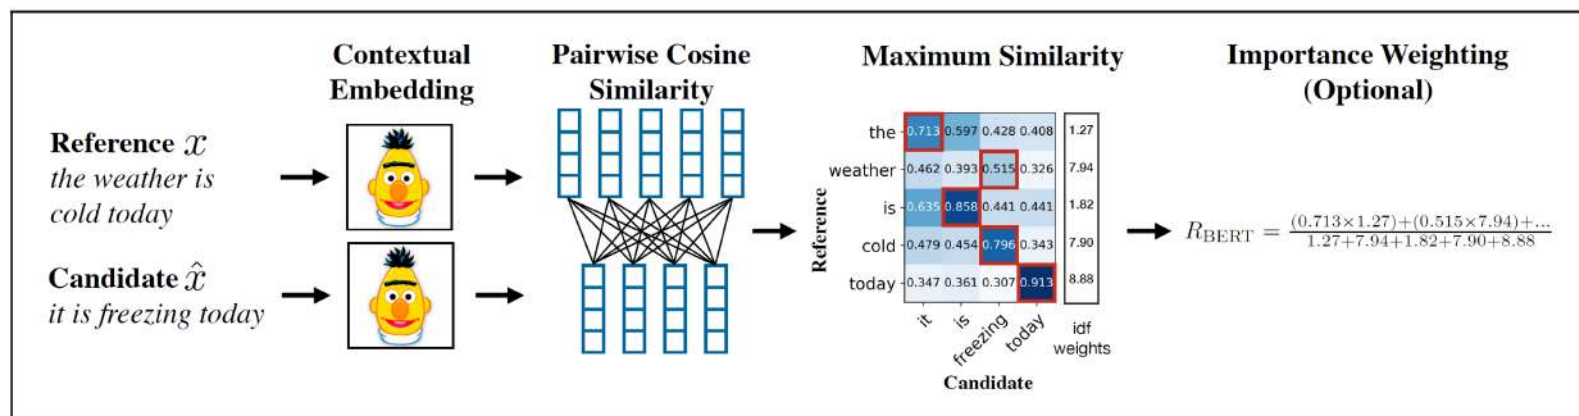 Contextual
Embedding
Pairwise Cosine
Similarity
Maximum Similarity
Importance Weighting
(Optional)
Reference x
the weather is
cold today
Candidate x̂
it is freezing today
Reference
the 0.713 0.597 0.428 0.408 1.27
weather 0.462 0.393 0.515 0.326 7.94
is 0.635 0.858 0.441 0.441 1.82
cold 0.479 0.454 0.796 0.343 7.90
today 0.347 0.361 0.307 0.913 8.88
it is freezing today
idf
weights
Candidate
R_BERT = (0.713×1.27)+(0.515×7.94)+...
1.27+7.94+1.82+7.90+8.88